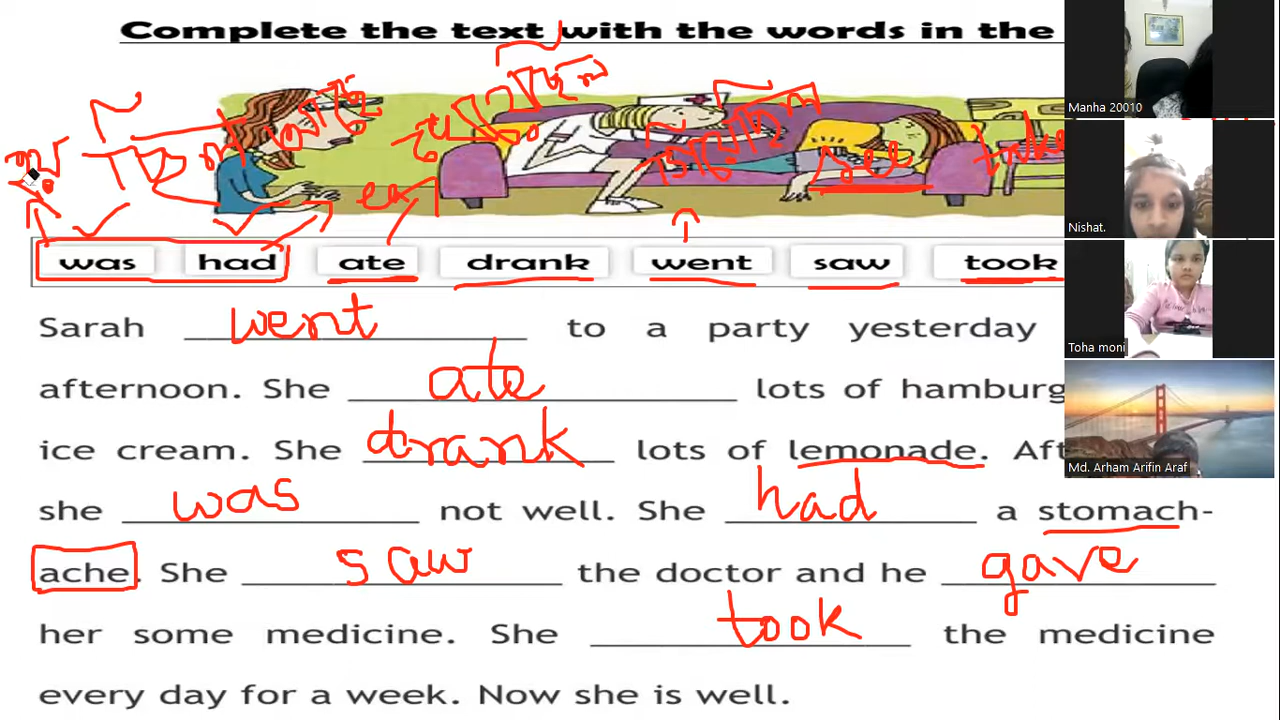 Complete the text with the words in the
Manha 20010
Nishat.
see
took
ea
was had ate drank went saw took
Sarah went to a party yesterday
afternoon. She ate lots of hamburg
Toha moni
ice cream. She drank lots of lemonade. Aft
Md. Arham Arifin Araf
she was not well. She had a stomach-
ache. She saw the doctor and he gave
her some medicine. She took the medicine
every day for a week. Now she is well.